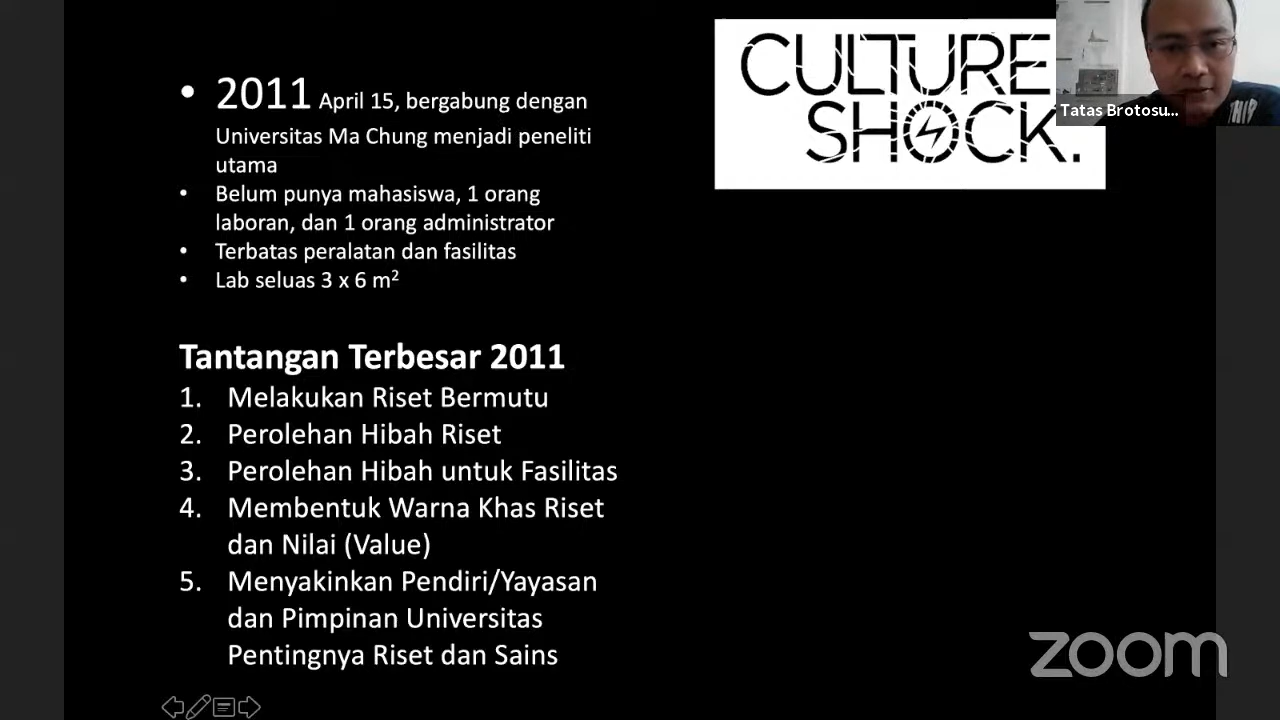 • 2011 April 15, bergabung dengan
Universitas Ma Chung menjadi peneliti
utama
• Belum punya mahasiswa, 1 orang
laboran, dan 1 orang administrator
• Terbatas peralatan dan fasilitas
• Lab seluas 3 x 6 m²
Tantangan Terbesar 2011
1. Melakukan Riset Bermutu
2. Perolehan Hibah Riset
3. Perolehan Hibah untuk Fasilitas
4. Membentuk Warna Khas Riset
dan Nilai (Value)
5. Menyakinkan Pendiri/Yayasan
dan Pimpinan Universitas
Pentingnya Riset dan Sains
CULTURE
SHOCK.
Tatas Brotosu...
zoom